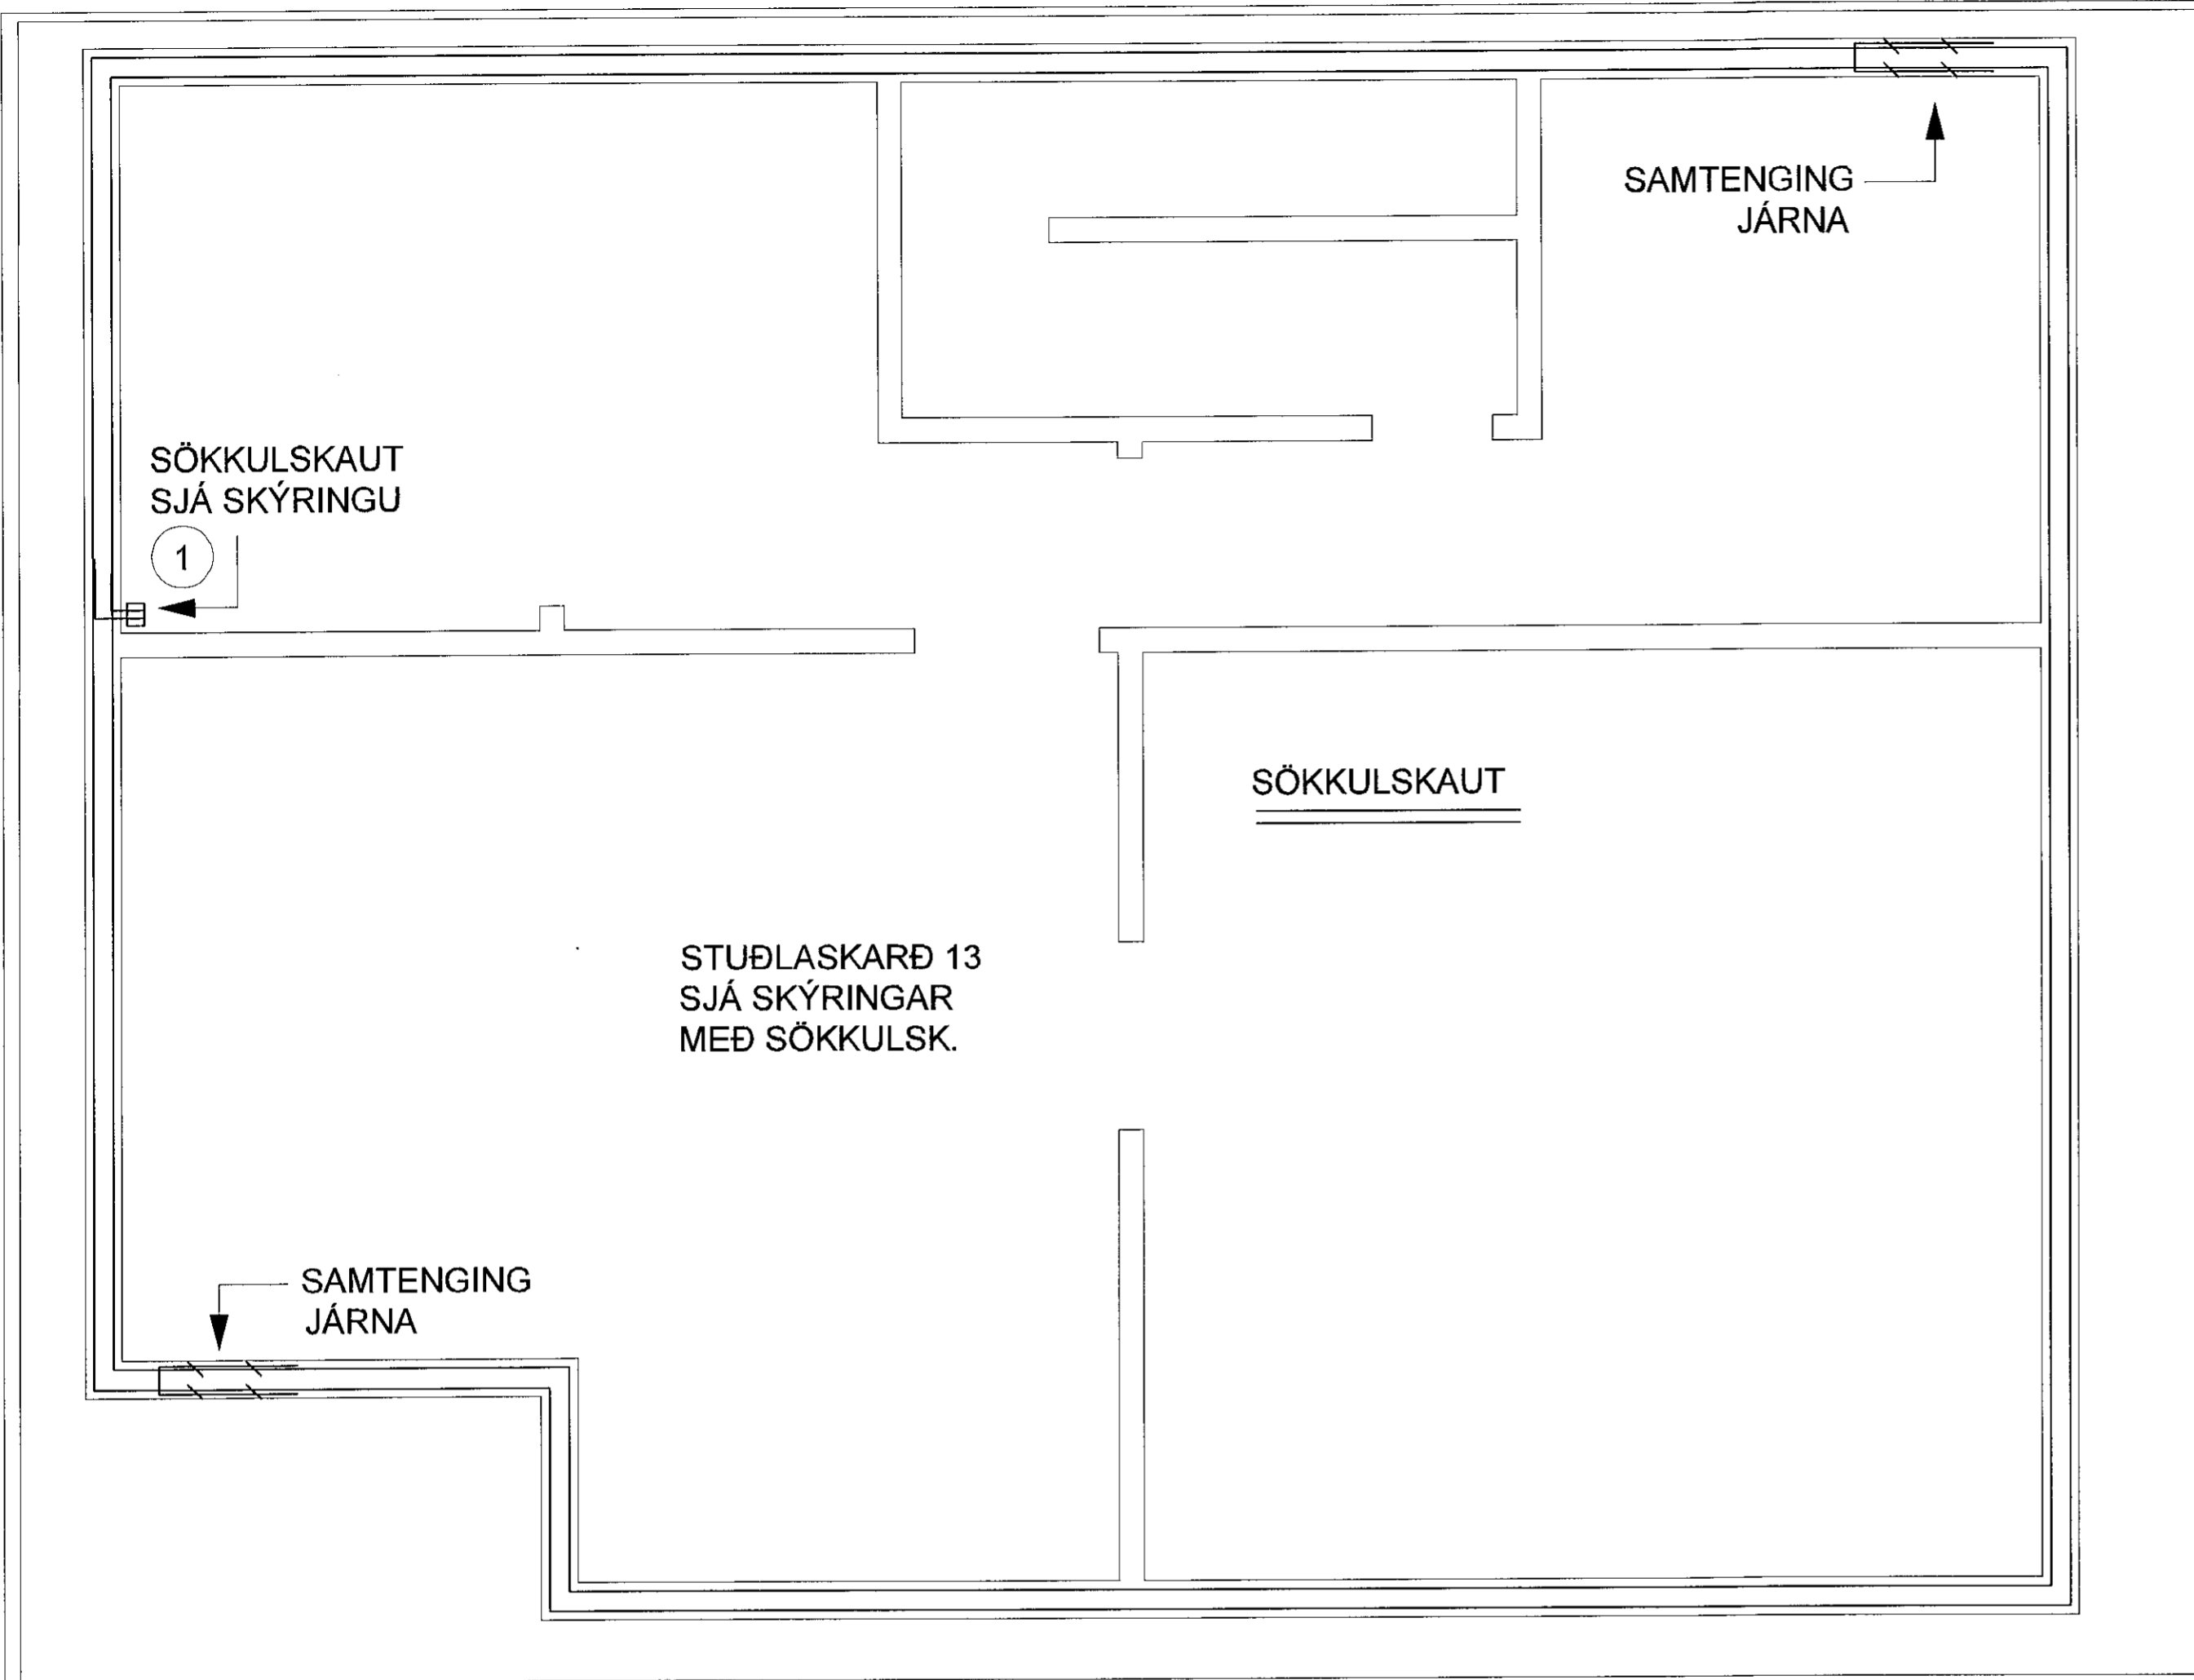 SAMTENGING
JÁRNA
SÖKKULSKAUT
SJÁ SKÝRINGU
1
SÖKKULSKAUT
STUÐLASKARÐ 13
SJÁ SKÝRINGAR
MEÐ SÖKKULSK.
SAMTENGING
JÁRNA